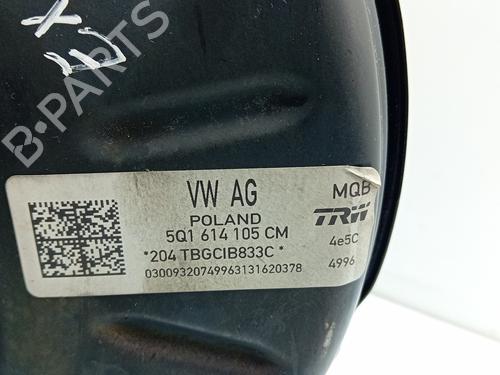 B-PARTS
VW AG
MQB
POLAND
TRW
5Q1 614 105 CM
4e5C
*204 TBGCIB833C *
4996
03009320749963131620378